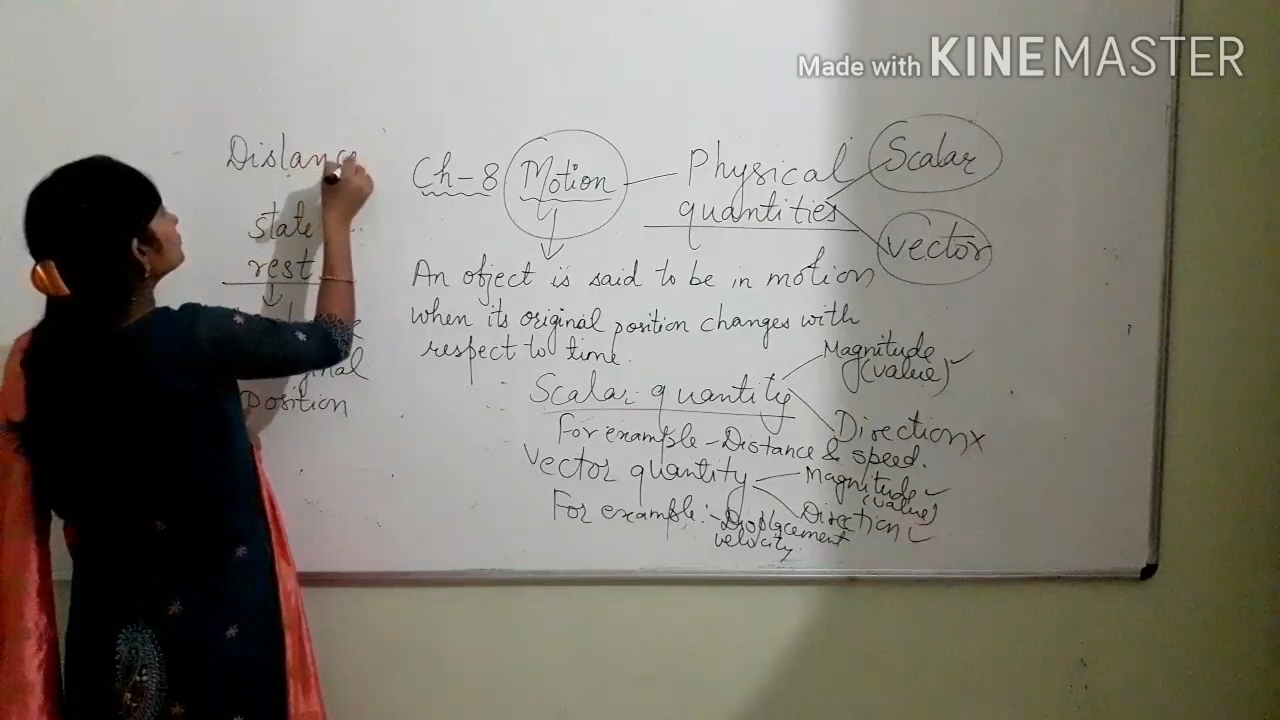 Made with KINEMASTER
Distance
state
rest
Position
Ch-8 Motion
Physical
quantities
Scalar
vector
An object is said to be in motion
when its original position changes with
respect to time.
Scalar quantity
Magnitude
(value)
Direction x
For example - Distance & speed.
Vector quantity
Magnitude
(value)
Direction
For example:- Displacement
velocity.